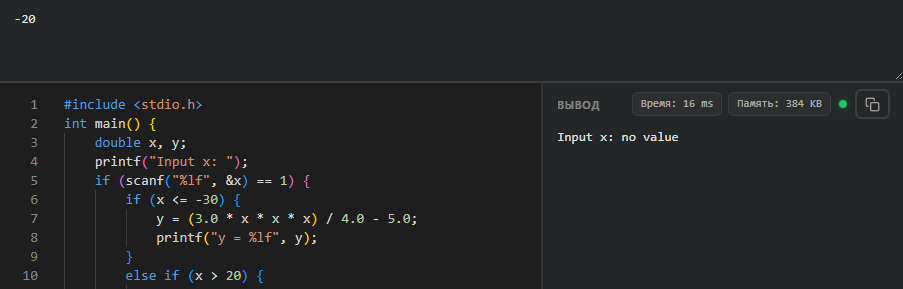 -20
ВЫВОД
Время: 16 ms
Память: 384 KB
Input x: no value
1 #include <stdio.h>
2 int main() {
3 double x, y;
4 printf("Input x: ");
5 if (scanf("%lf", &x) == 1) {
6 if (x <= -30) {
7 y = (3.0 * x * x * x) / 4.0 - 5.0;
8 printf("y = %lf", y);
9 }
10 else if (x > 20) {